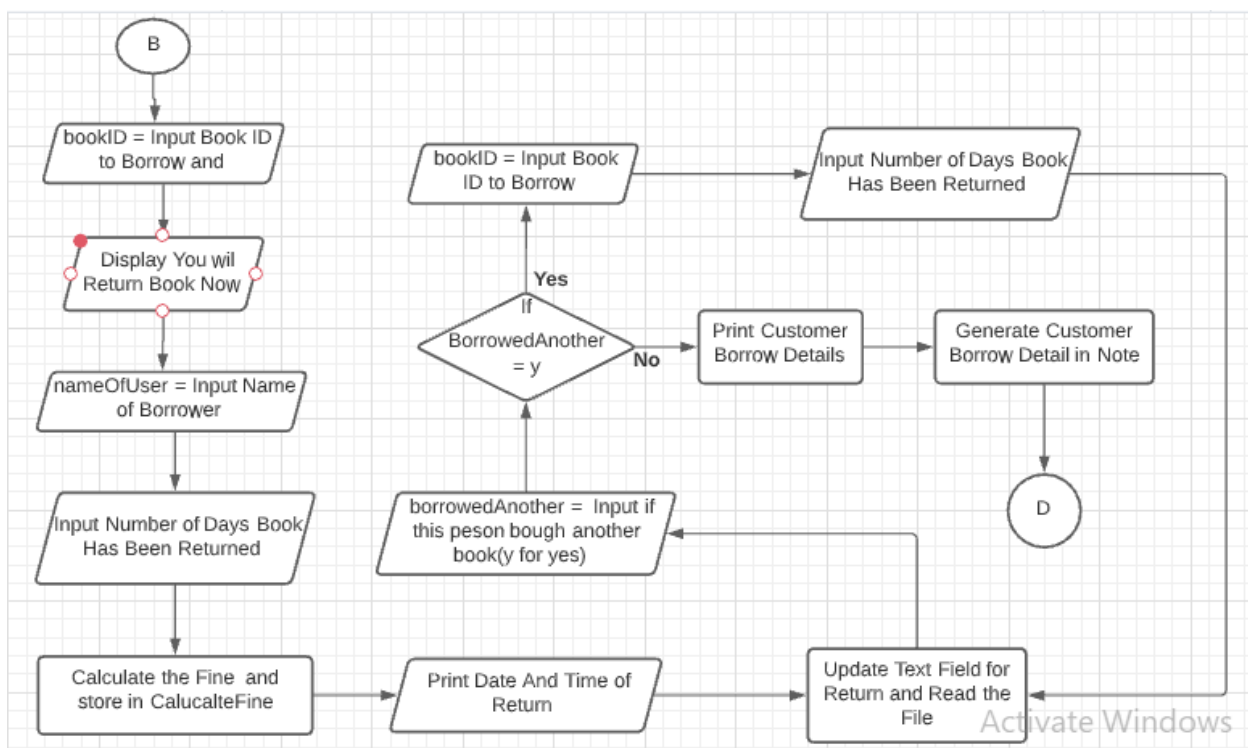 B
bookID = Input Book ID
to Borrow and
Display You wil
Return Book Now
nameOfUser = Input Name
of Borrower
Input Number of Days Book
Has Been Returned
Calculate the Fine and
store in CalucalteFine
Print Date And Time of
Return
Update Text Field for
Return and Read the
File
borrowedAnother = Input if
this peson bough another
book(y for yes)
If
BorrowedAnother
= y
Yes
bookID = Input Book
ID to Borrow
Input Number of Days Book
Has Been Returned
No
Print Customer
Borrow Details
Generate Customer
Borrow Detail in Note
D
Activate Windows